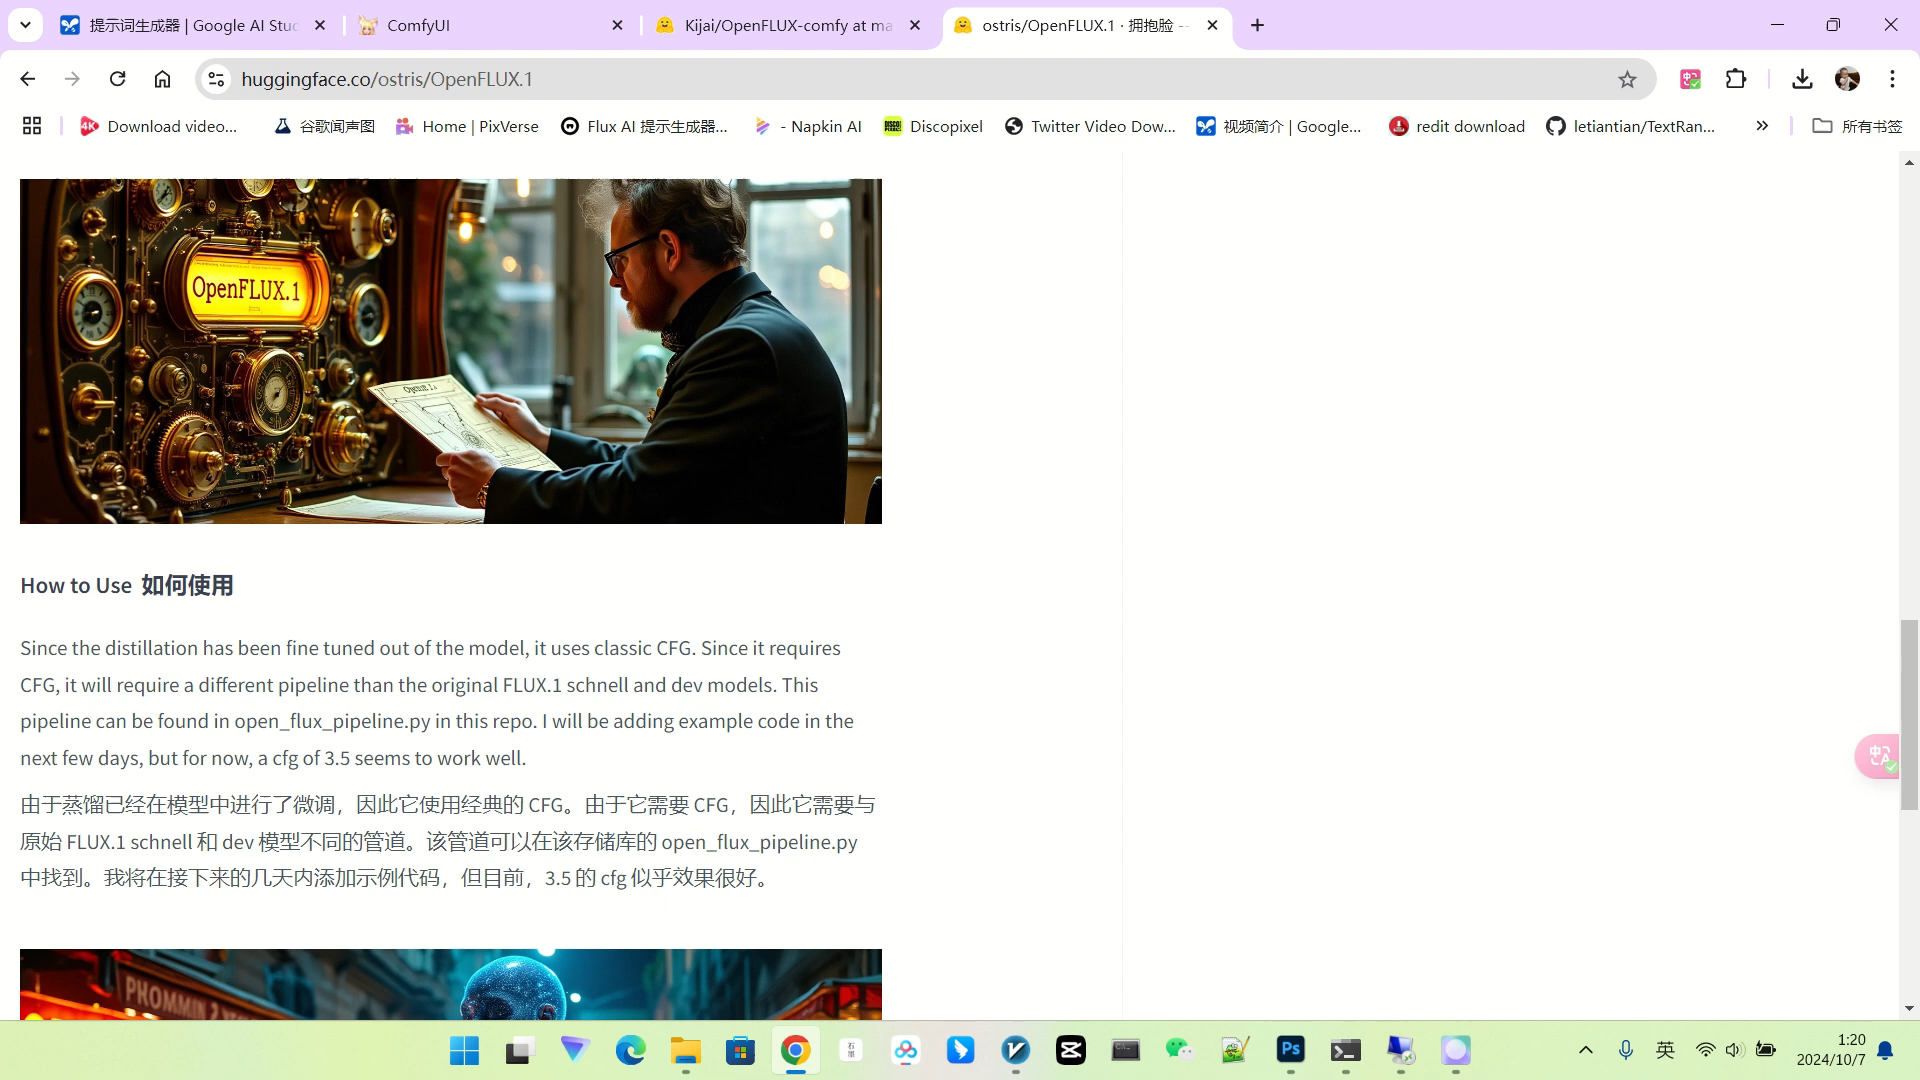 提示词生成器 | Google AI Stuc
ComfyUI
Kijai/OpenFLUX-comfy at ma
ostris/OpenFLUX.1 · 拥抱脸 --
huggingface.co/ostris/OpenFLUX.1
4K Download video...
谷歌闻声图
Home | PixVerse
Flux AI 提示生成器...
- Napkin AI
Discopixel
Twitter Video Dow...
视频简介 | Google...
redit download
letiantian/TextRan...
所有书签
OpenFLUX.1
How to Use 如何使用
Since the distillation has been fine tuned out of the model, it uses classic CFG. Since it requires
CFG, it will require a different pipeline than the original FLUX.1 schnell and dev models. This
pipeline can be found in open_flux_pipeline.py in this repo. I will be adding example code in the
next few days, but for now, a cfg of 3.5 seems to work well.
由于蒸馏已经在模型中进行了微调，因此它使用经典的 CFG。由于它需要 CFG，因此它需要与
原始 FLUX.1 schnell 和 dev 模型不同的管道。该管道可以在该存储库的 open_flux_pipeline.py
中找到。我将在接下来的几天内添加示例代码，但目前，3.5 的 cfg 似乎效果很好。
PHOMMIN 2
石墨
Ps
英
1:20
2024/10/7